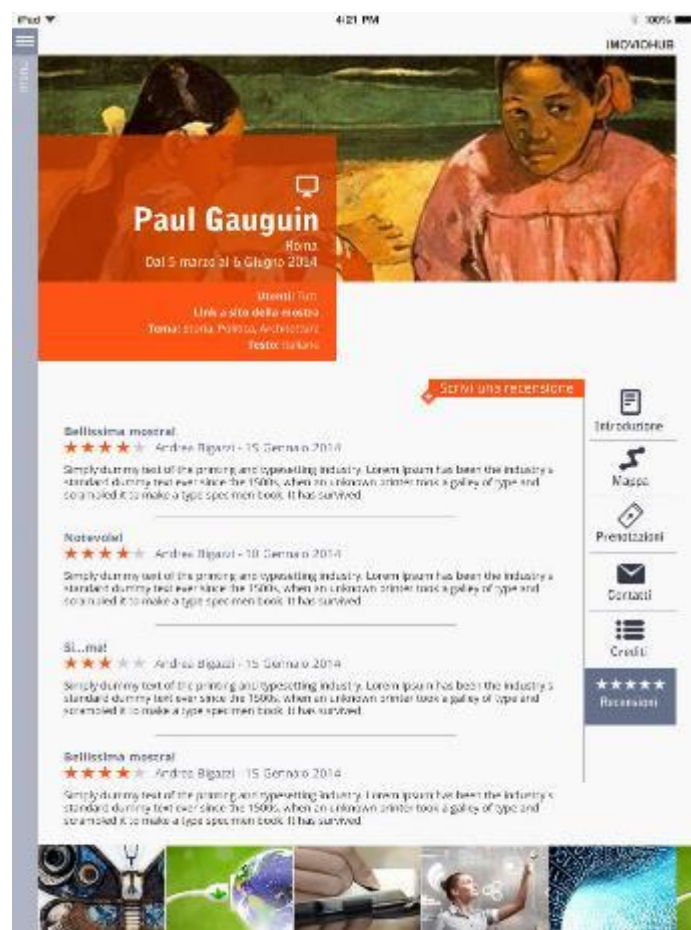 iPad
4:21 PM
100%
IMOVIOHUB
menu
Paul Gauguin
Roma
Dal 5 marzo al 6 Giugno 2014
Utenti: Tutti
Link a sito della mostra
Tema: Storia, Politica, Architettura
Testo: Italiano
Scrivi una recensione
Bellissima mostra!
Andrea Bigazzi - 15 Gennaio 2014
Simply dummy text of the printing and typesetting industry. Lorem Ipsum has been the industry's
standard dummy text ever since the 1500s, when an unknown printer took a galley of type and
scrambled it to make a type specimen book. It has survived
Notevole!
Andrea Bigazzi - 10 Gennaio 2014
Simply dummy text of the printing and typesetting industry. Lorem Ipsum has been the industry's
standard dummy text ever since the 1500s, when an unknown printer took a galley of type and
scrambled it to make a type specimen book. It has survived
Si...ma!
Andrea Bigazzi - 15 Gennaio 2014
Simply dummy text of the printing and typesetting industry. Lorem Ipsum has been the industry's
standard dummy text ever since the 1500s, when an unknown printer took a galley of type and
scrambled it to make a type specimen book. It has survived
Bellissima mostra!
Andrea Bigazzi - 15 Gennaio 2014
Simply dummy text of the printing and typesetting industry. Lorem Ipsum has been the industry's
standard dummy text ever since the 1500s, when an unknown printer took a galley of type and
scrambled it to make a type specimen book. It has survived
Introduzione
Mappa
Prenotazioni
Contatti
Crediti
Recensioni